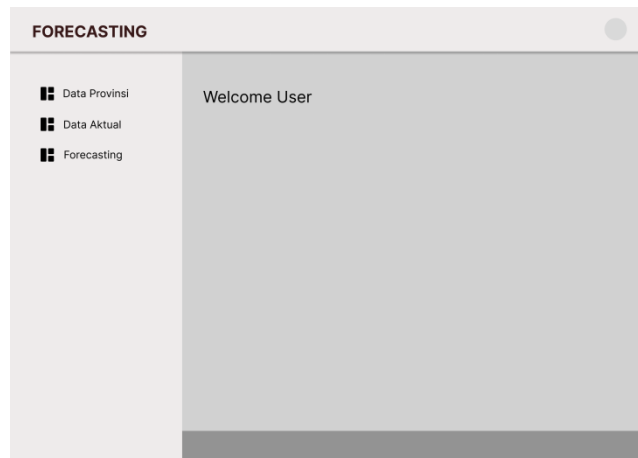 FORECASTING
Data Provinsi
Data Aktual
Forecasting
Welcome User